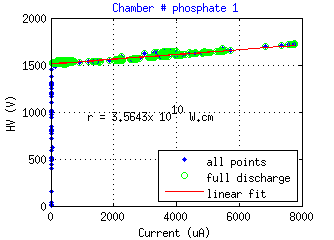 Chamber # phosphate 1
2000
1500
1000
500
0
HV (V)
r = 3.5643x 10^10 W.cm
all points
full discharge
linear fit
0
2000
4000
6000
8000
Current (uA)